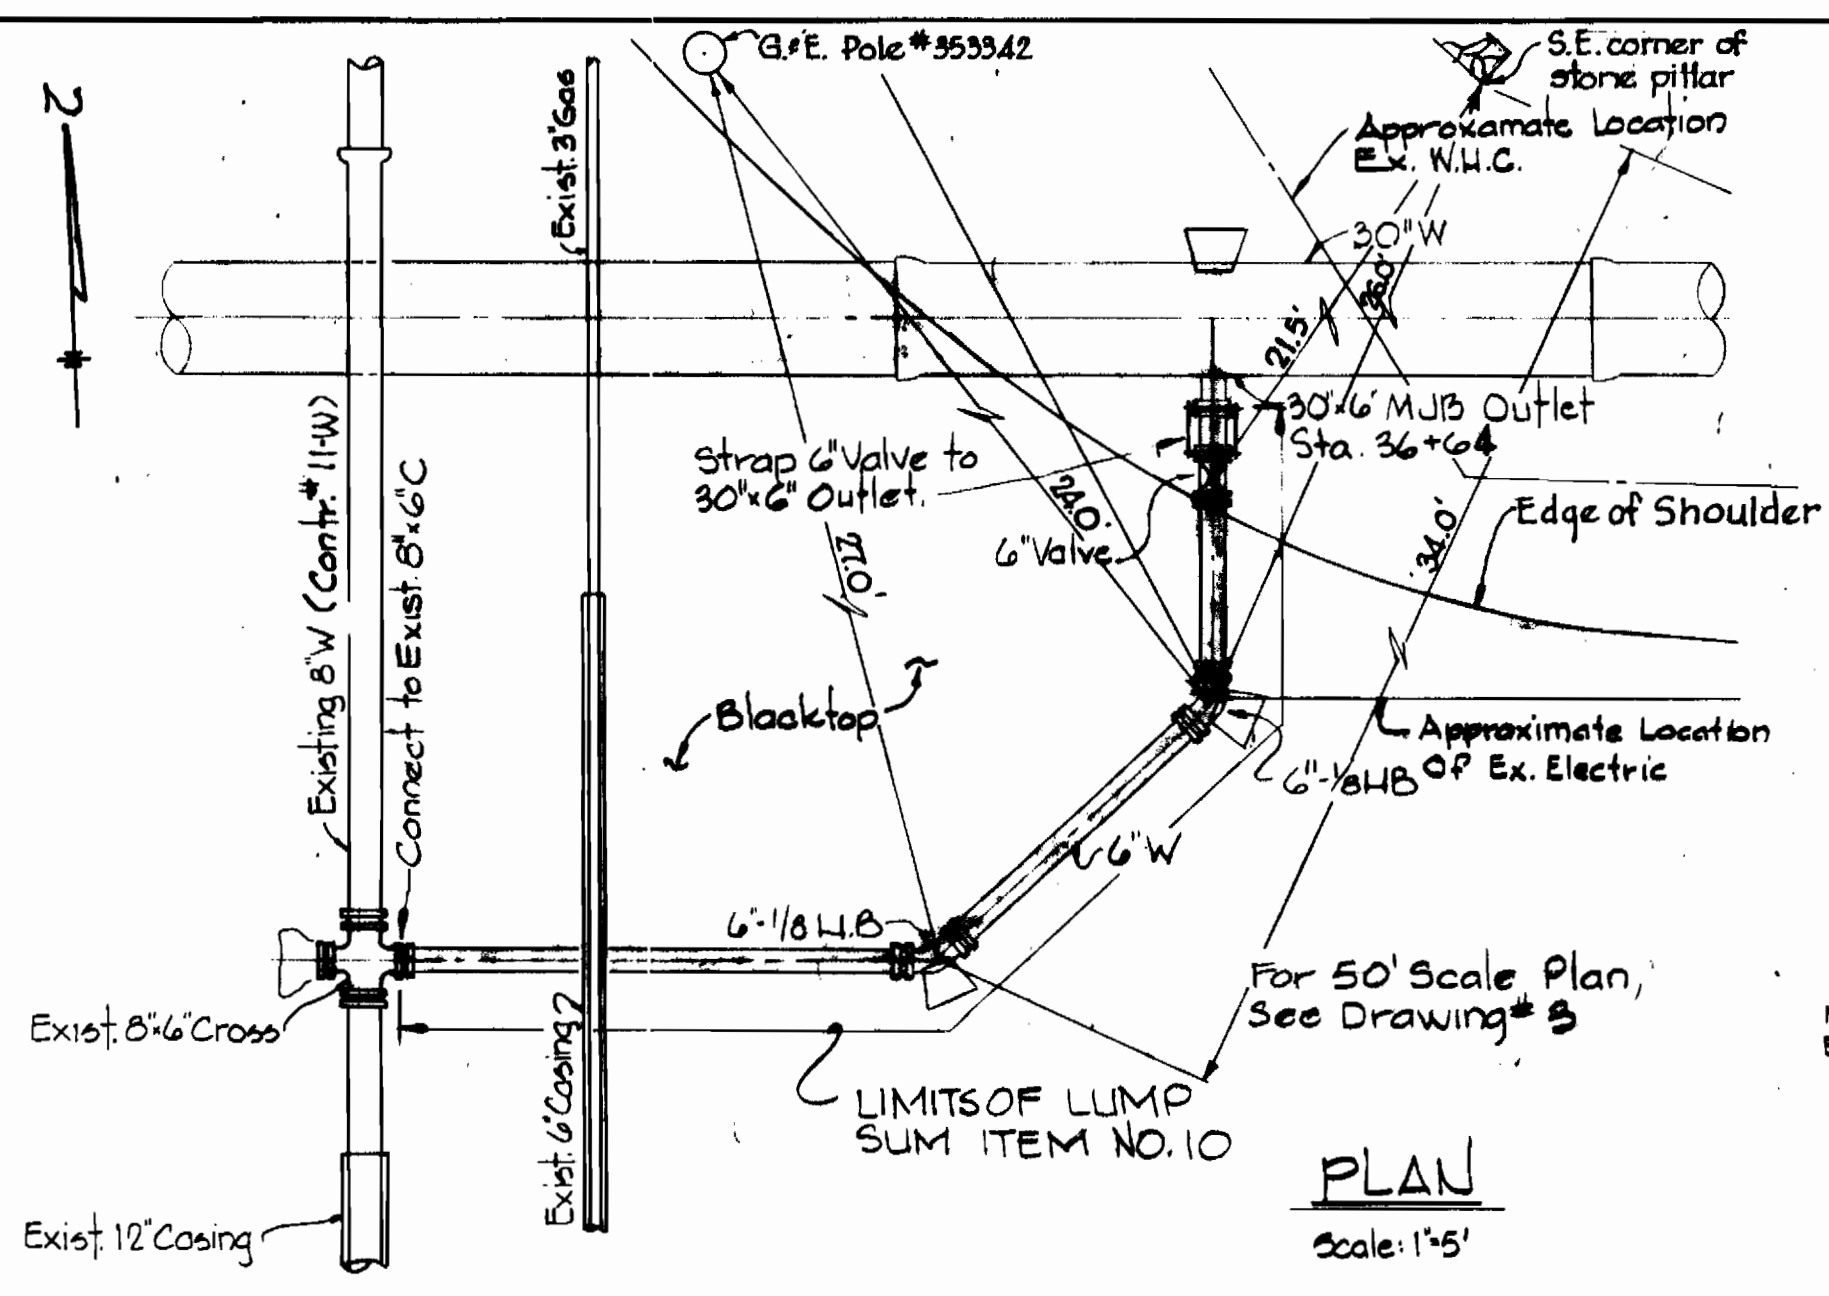 G.&E. Pole #353342
S.E. corner of
stone pillar
Approxamate Location
Ex. W.H.C.
Exist. 3" Gas
30" W
26.0'
21.5'
30"x6" MJB Outlet
Sta. 36+64
Strap 6" Valve to
30"x6" Outlet.
24.0'
6" Valve
27.0'
34.0'
Edge of Shoulder
Existing 8" W (Contr. #11-W)
Connect to Exist. 8"x6" C
Blacktop
Approximate Location
Of Ex. Electric
6"-1/8 HB
6" W
6"-1/8 H.B
Exist. 8"x6" Cross
Exist. 6" Casing
For 50' Scale Plan,
See Drawing # 3
LIMITS OF LUMP
SUM ITEM NO. 10
Exist. 12" Casing
PLAN
Scale: 1"=5'